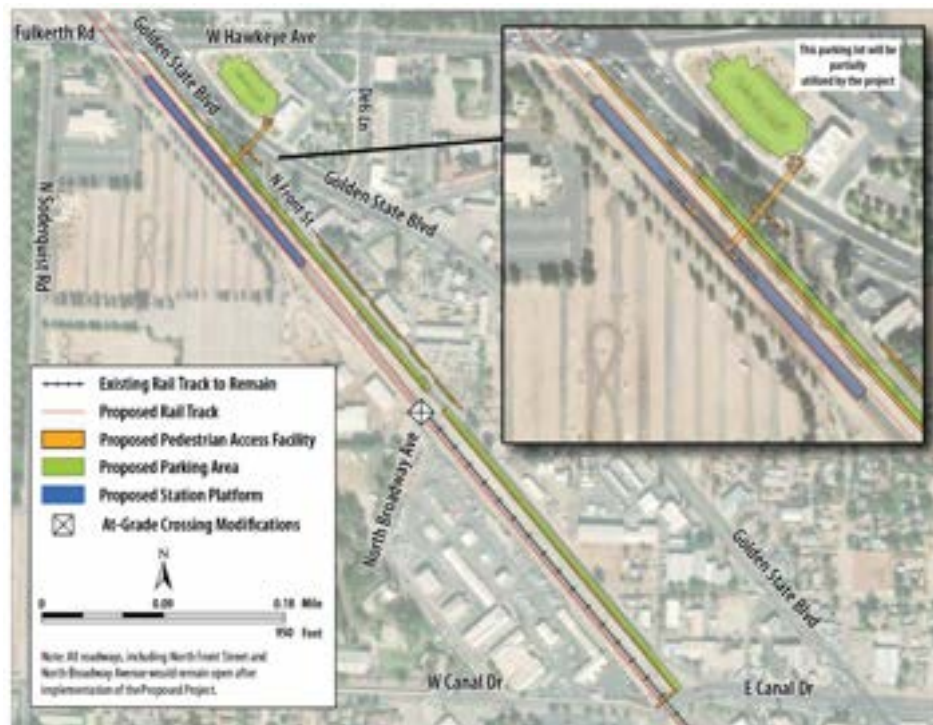 Fulkerth Rd
W Hawkeye Ave
Golden State Blvd
Deb Ln
This parking lot will be
partially
utilized by the project
N Soderquist Rd
N Front St
Golden State Blvd
Existing Rail Track to Remain
Proposed Rail Track
Proposed Pedestrian Access Facility
Proposed Parking Area
Proposed Station Platform
At-Grade Crossing Modifications
North Broadway Ave
Golden State Blvd
N
0 0.09 0.18 Mile
950 Feet
Note: All roadways, including North Front Street and
North Broadway Avenue would remain open after
implementation of the Proposed Project.
W Canal Dr
E Canal Dr